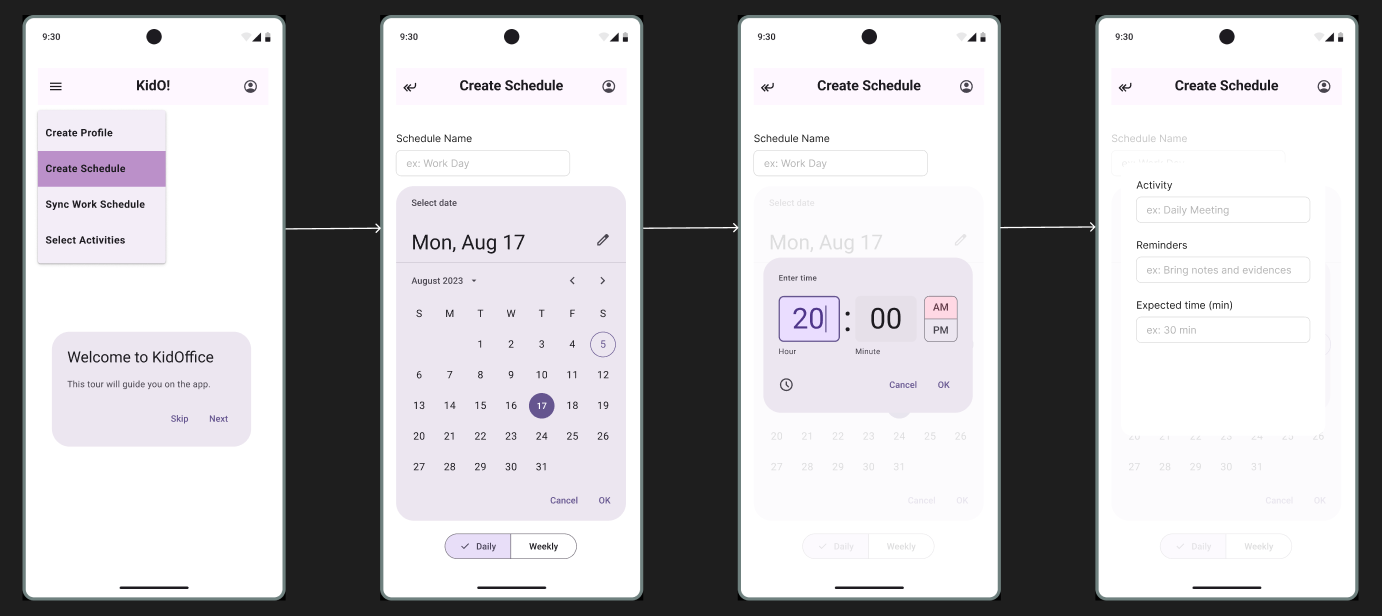 9:30
KidO!
Create Profile
Create Schedule
Sync Work Schedule
Select Activities
Welcome to KidOffice
This tour will guide you on the app.
Skip Next
9:30
Create Schedule
Schedule Name
ex: Work Day
Select date
Mon, Aug 17
August 2023
S M T W T F S
1 2 3 4 5
6 7 8 9 10 11 12
13 14 15 16 17 18 19
20 21 22 23 24 25 26
27 28 29 30 31
Cancel OK
Daily Weekly
9:30
Create Schedule
Schedule Name
ex: Work Day
Select date
Mon, Aug 17
Enter time
20 : 00 AM
PM
Hour Minute
Cancel OK
20 21 22 23 24 25 26
27 28 29 30 31
Cancel OK
Daily Weekly
9:30
Create Schedule
Schedule Name
ex: Work Day
Activity
ex: Daily Meeting
Reminders
ex: Bring notes and evidences
Expected time (min)
ex: 30 min
20 21 22 23 24 25 26
27 28 29 30 31
Cancel OK
Daily Weekly